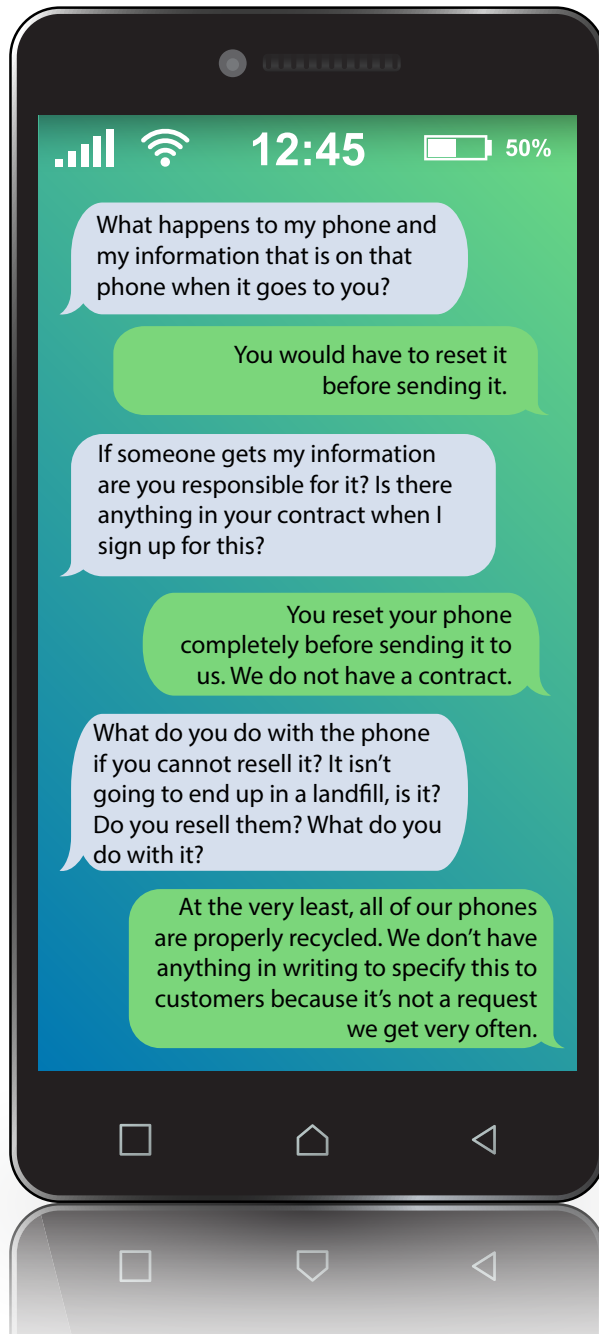 12:45
50%
What happens to my phone and
my information that is on that
phone when it goes to you?
You would have to reset it
before sending it.
If someone gets my information
are you responsible for it? Is there
anything in your contract when I
sign up for this?
You reset your phone
completely before sending it to
us. We do not have a contract.
What do you do with the phone
if you cannot resell it? It isn’t
going to end up in a landfill, is it?
Do you resell them? What do you
do with it?
At the very least, all of our phones
are properly recycled. We don’t have
anything in writing to specify this to
customers because it’s not a request
we get very often.